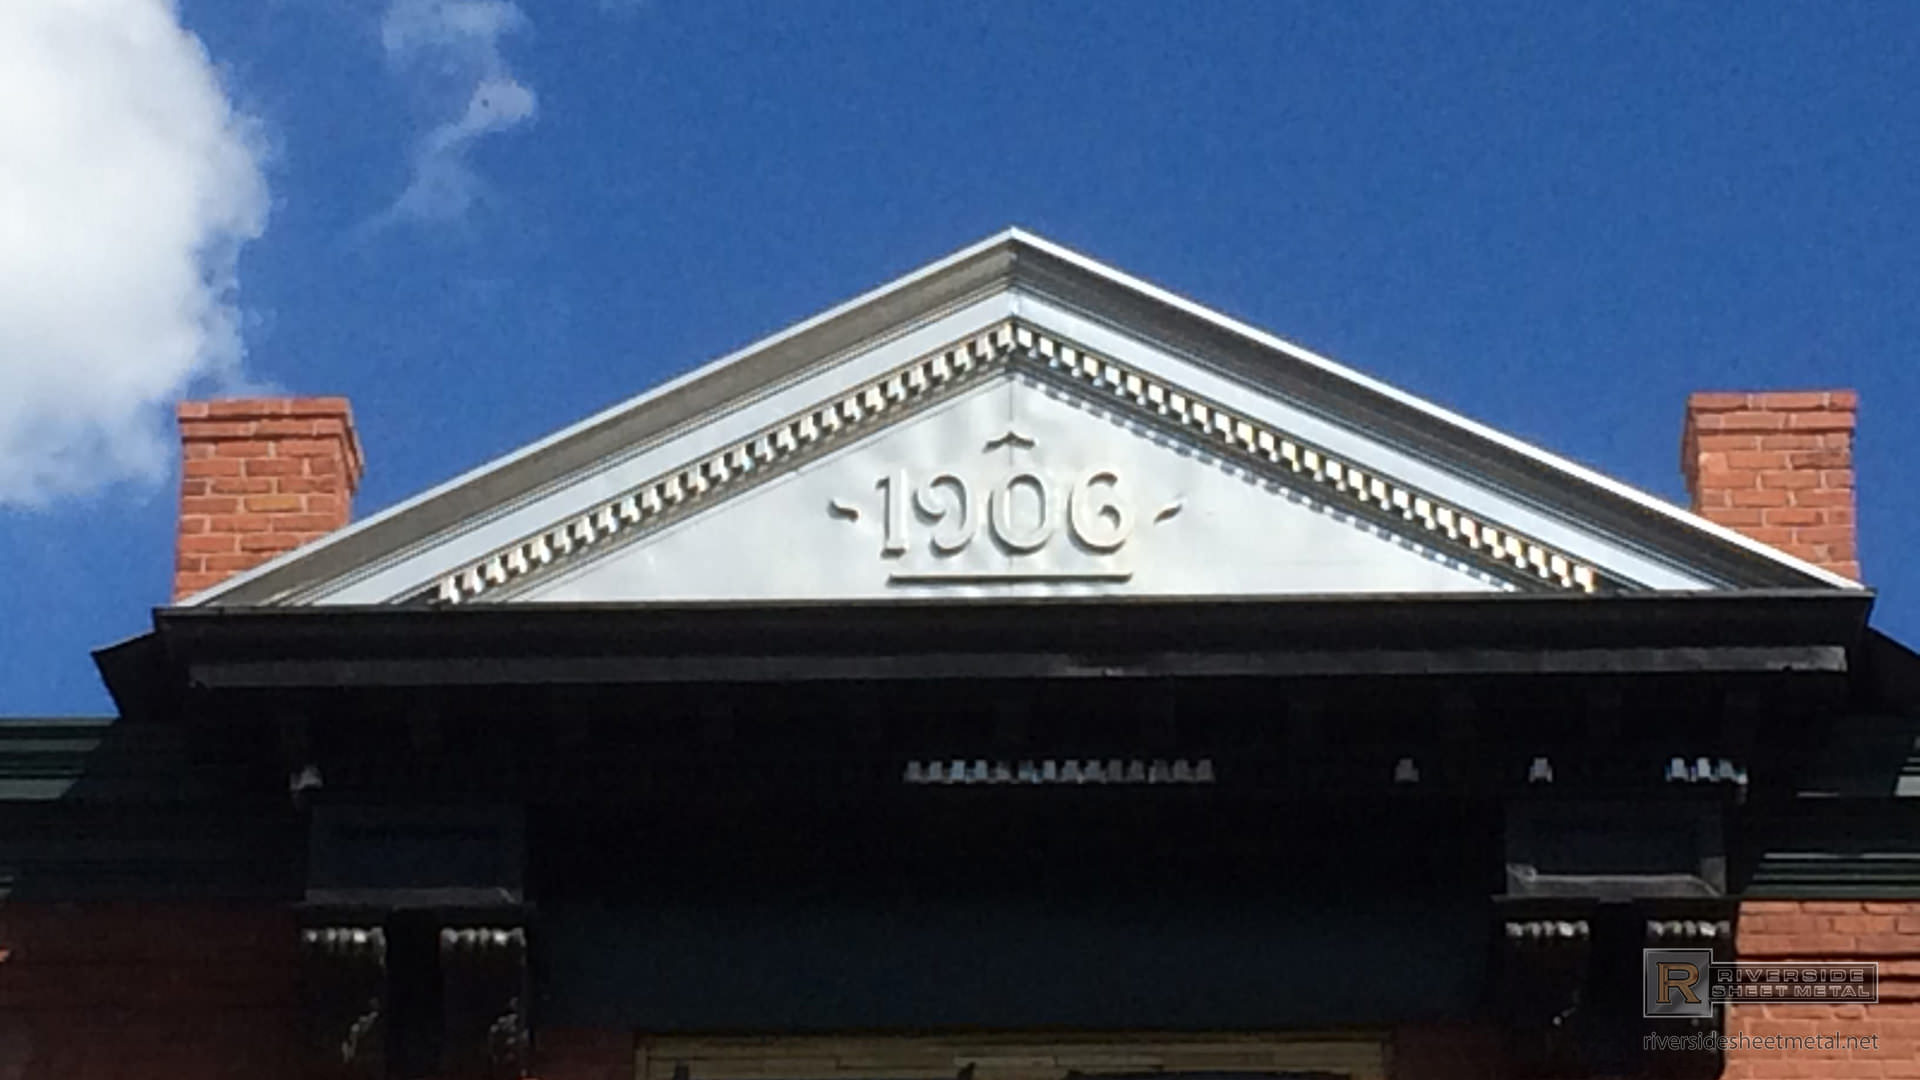 1906
R
RIVERSIDE
SHEET METAL
riversidesheetmetal.net